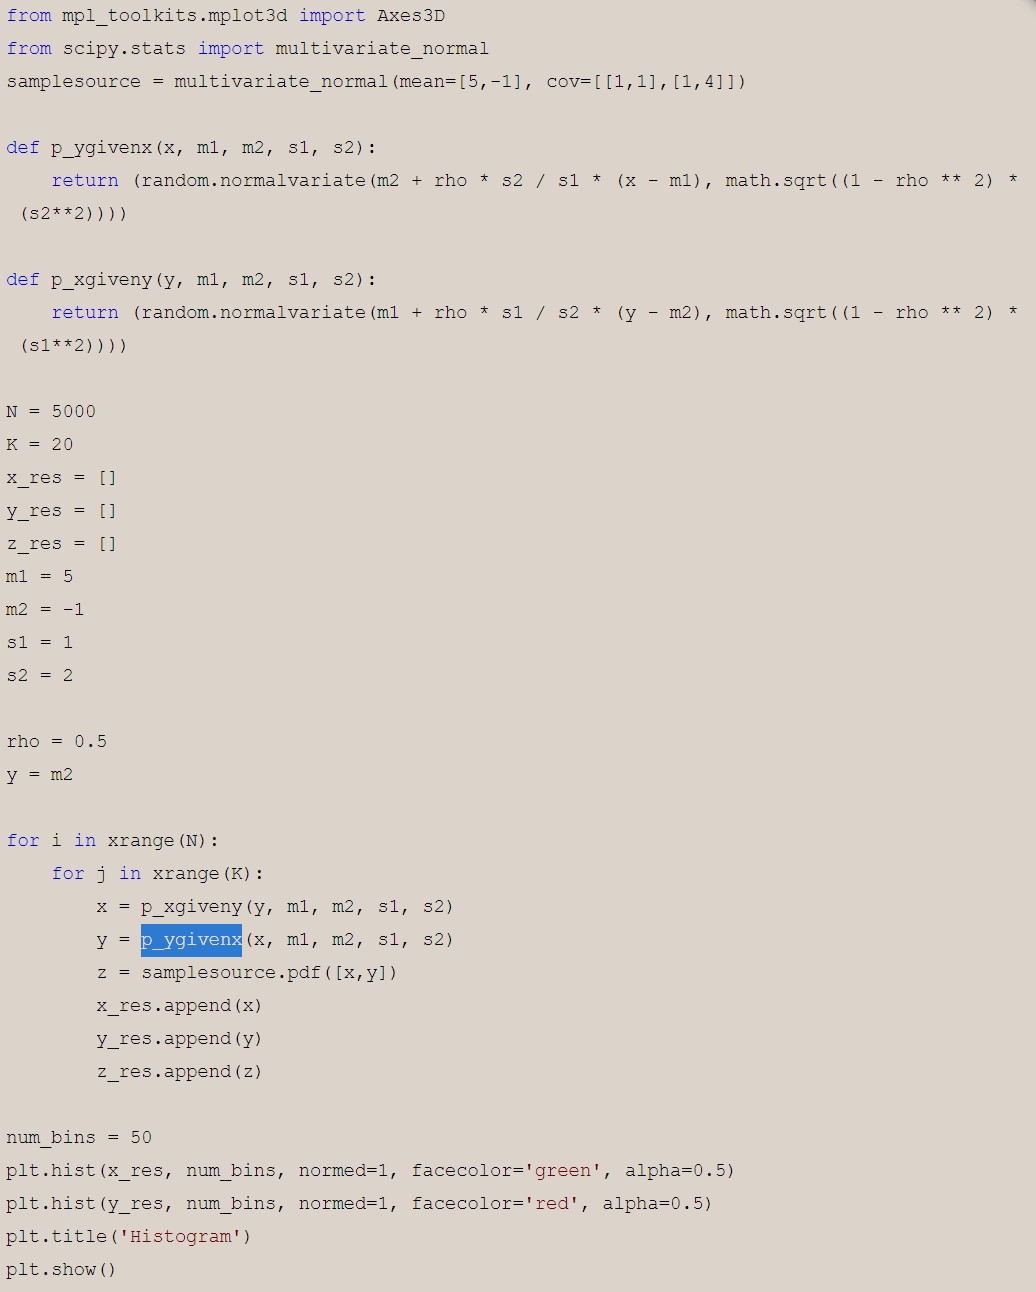 from mpl_toolkits.mplot3d import Axes3D
from scipy.stats import multivariate_normal
samplesource = multivariate_normal(mean=[5,-1], cov=[[1,1],[1,4]])
def p_ygivenx(x, m1, m2, s1, s2):
    return (random.normalvariate(m2 + rho * s2 / s1 * (x - m1), math.sqrt((1 - rho ** 2) *
 (s2**2))))
def p_xgiveny(y, m1, m2, s1, s2):
    return (random.normalvariate(m1 + rho * s1 / s2 * (y - m2), math.sqrt((1 - rho ** 2) *
 (s1**2))))
N = 5000
K = 20
x_res = []
y_res = []
z_res = []
m1 = 5
m2 = -1
s1 = 1
s2 = 2
rho = 0.5
y = m2
for i in xrange(N):
    for j in xrange(K):
        x = p_xgiveny(y, m1, m2, s1, s2)
        y = p_ygivenx(x, m1, m2, s1, s2)
        z = samplesource.pdf([x,y])
        x_res.append(x)
        y_res.append(y)
        z_res.append(z)
num_bins = 50
plt.hist(x_res, num_bins, normed=1, facecolor='green', alpha=0.5)
plt.hist(y_res, num_bins, normed=1, facecolor='red', alpha=0.5)
plt.title('Histogram')
plt.show()